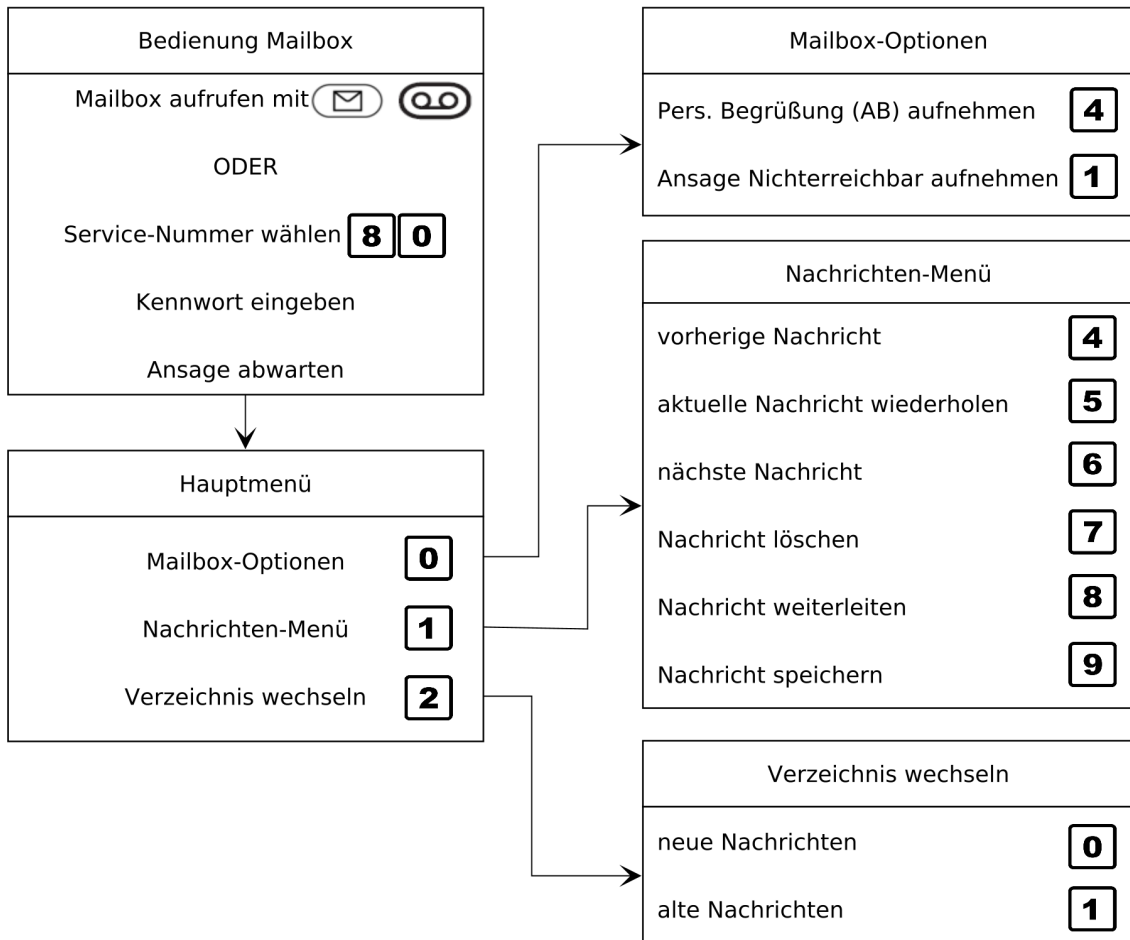 Bedienung Mailbox
Mailbox aufrufen mit
ODER
Service-Nummer wählen 8 0
Kennwort eingeben
Ansage abwarten
Hauptmenü
Mailbox-Optionen 0
Nachrichten-Menü 1
Verzeichnis wechseln 2
Mailbox-Optionen
Pers. Begrüßung (AB) aufnehmen 4
Ansage Nichterreichbar aufnehmen 1
Nachrichten-Menü
vorherige Nachricht 4
aktuelle Nachricht wiederholen 5
nächste Nachricht 6
Nachricht löschen 7
Nachricht weiterleiten 8
Nachricht speichern 9
Verzeichnis wechseln
neue Nachrichten 0
alte Nachrichten 1